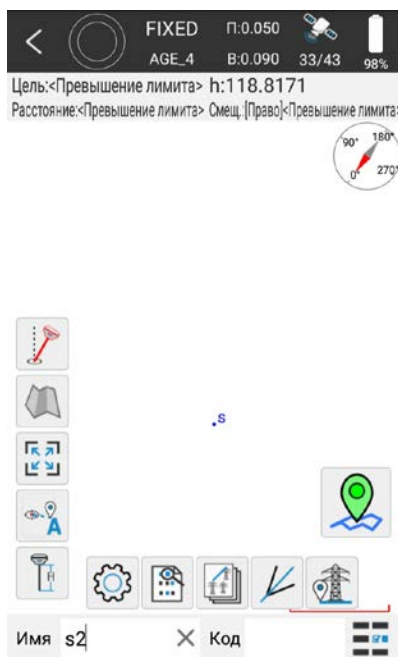 FIXED П:0.050
AGE_4 В:0.090 33/43 98%
Цель:<Превышение лимита> h:118.8171
Расстояние:<Превышение лимита> Смещ.:[Право]<Превышение лимита>
90° 180°
0° 270°
s
A
H
Имя s2 Код